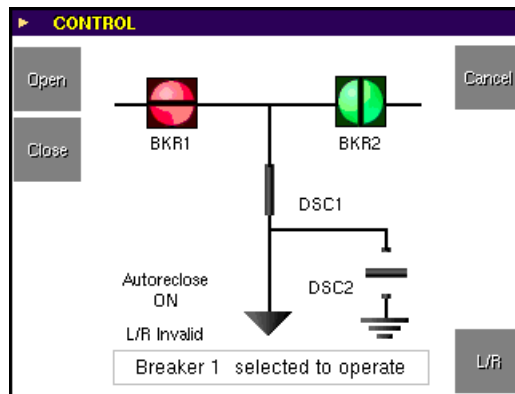 CONTROL
Open
Cancel
BKR1
BKR2
Close
DSC1
DSC2
Autoreclose
ON
L/R Invalid
Breaker 1 selected to operate
L/R